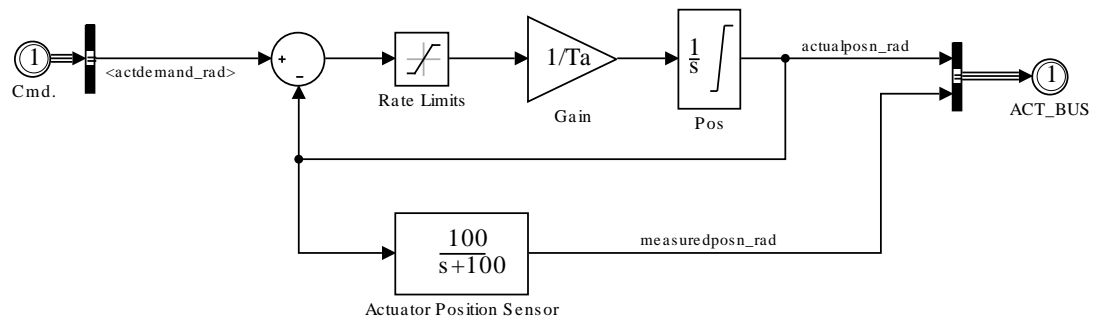 1
Cmd.
<actdemand_rad>
+
−
Rate Limits
1/Ta
Gain
1
s
Pos
actualposn_rad
1
ACT_BUS
100
s+100
Actuator Position Sensor
measuredposn_rad